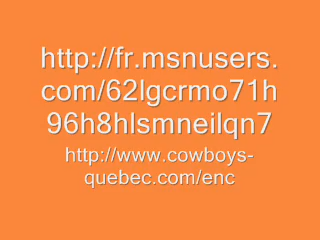 http://fr.msnusers.
com/62lgcrmo71h
96h8hlsmneilqn7
http://www.cowboys-
quebec.com/enc